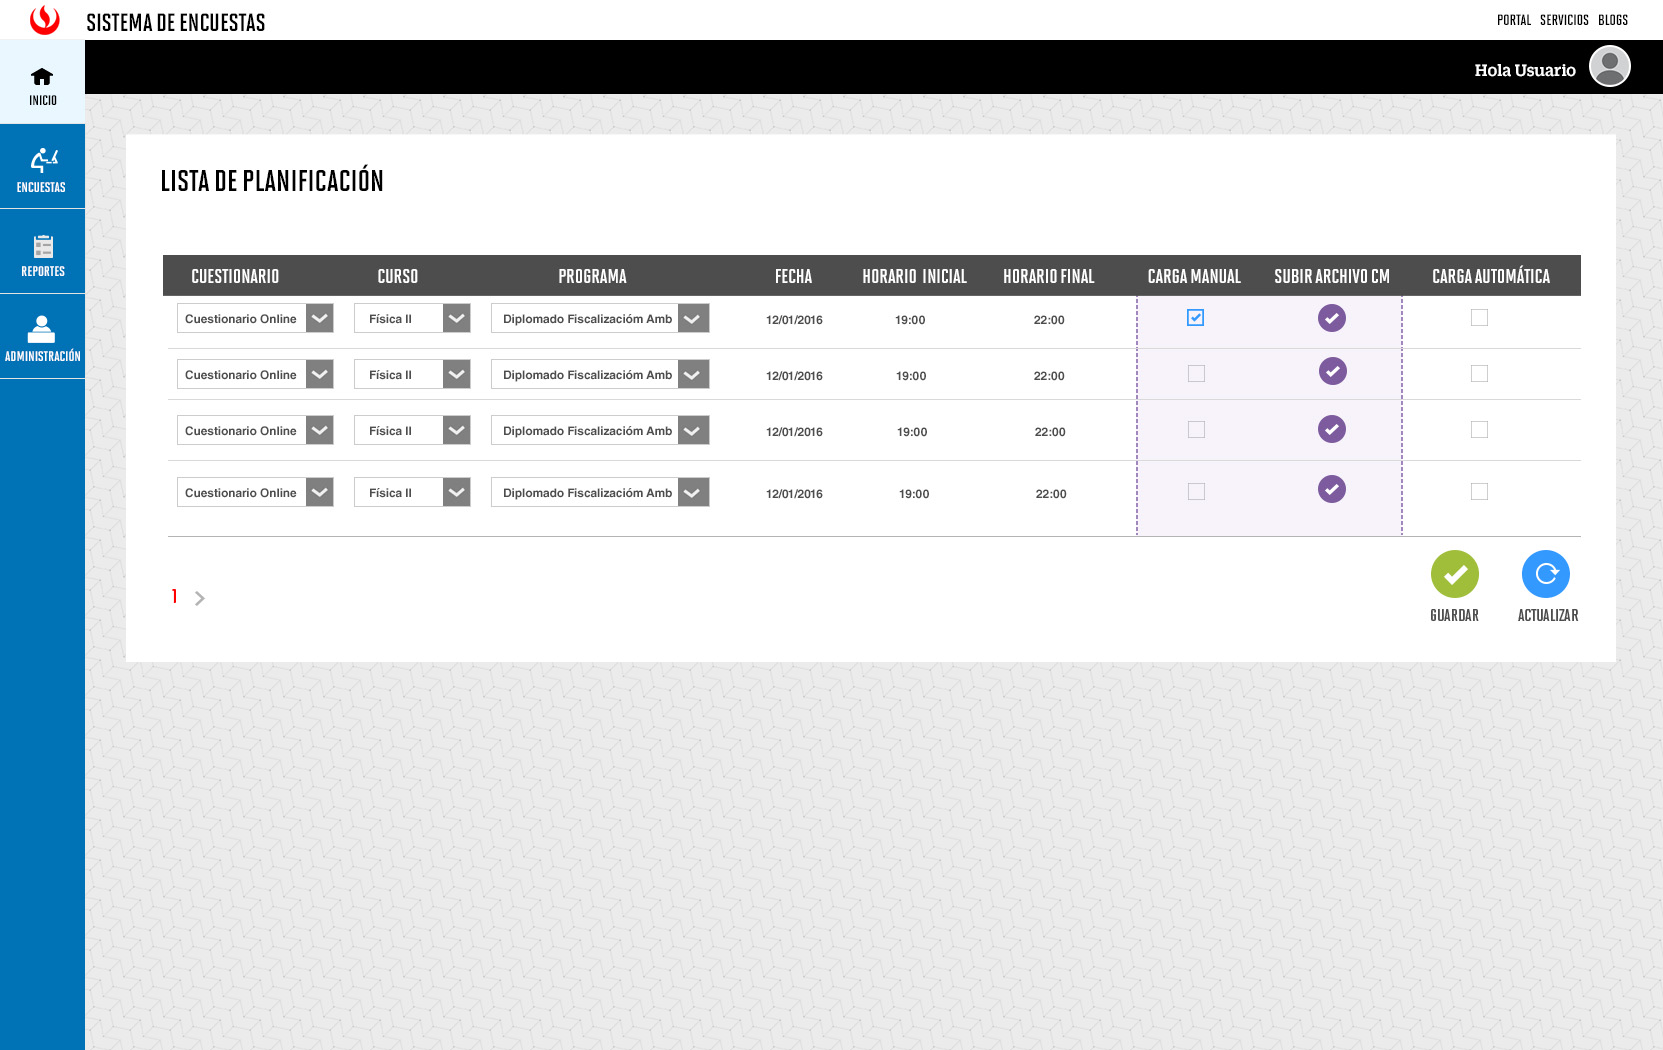 SISTEMA DE ENCUESTAS
PORTAL SERVICIOS BLOGS
Hola Usuario
INICIO
ENCUESTAS
REPORTES
ADMINISTRACIÓN
LISTA DE PLANIFICACIÓN
CUESTIONARIO CURSO PROGRAMA FECHA HORARIO INICIAL HORARIO FINAL CARGA MANUAL SUBIR ARCHIVO CM CARGA AUTOMÁTICA
Cuestionario Online Física II Diplomado Fiscalizacióm Amb 12/01/2016 19:00 22:00
Cuestionario Online Física II Diplomado Fiscalizacióm Amb 12/01/2016 19:00 22:00
Cuestionario Online Física II Diplomado Fiscalizacióm Amb 12/01/2016 19:00 22:00
Cuestionario Online Física II Diplomado Fiscalizacióm Amb 12/01/2016 19:00 22:00
1
GUARDAR ACTUALIZAR